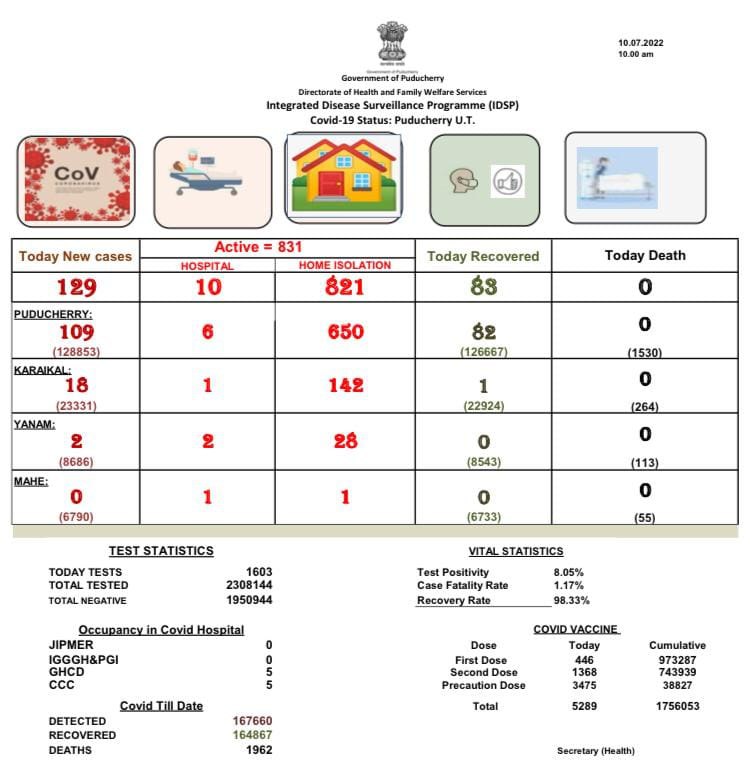 10.07.2022
10.00 am
Government of Puducherry
Government of Puducherry
Directorate of Health and Family Welfare Services
Integrated Disease Surveillance Programme (IDSP)
Covid-19 Status: Puducherry U.T.
CoV
CORONAVIRUS
Today New cases Active = 831 Today Recovered Today Death
HOSPITAL HOME ISOLATION
129 10 821 83 0
PUDUCHERRY:
109 6 650 82 0
(128853) (126667) (1530)
KARAIKAL:
18 1 142 1 0
(23331) (22924) (264)
YANAM:
2 2 28 0 0
(8686) (8543) (113)
MAHE:
0 1 1 0 0
(6790) (6733) (55)
TEST STATISTICS
TODAY TESTS 1603
TOTAL TESTED 2308144
TOTAL NEGATIVE 1950944
VITAL STATISTICS
Test Positivity 8.05%
Case Fatality Rate 1.17%
Recovery Rate 98.33%
Occupancy in Covid Hospital
JIPMER 0
IGGGH&PGI 0
GHCD 5
CCC 5
COVID VACCINE
Dose Today Cumulative
First Dose 446 973287
Second Dose 1368 743939
Precaution Dose 3475 38827
Total 5289 1756053
Covid Till Date
DETECTED 167660
RECOVERED 164867
DEATHS 1962
Secretary (Health)